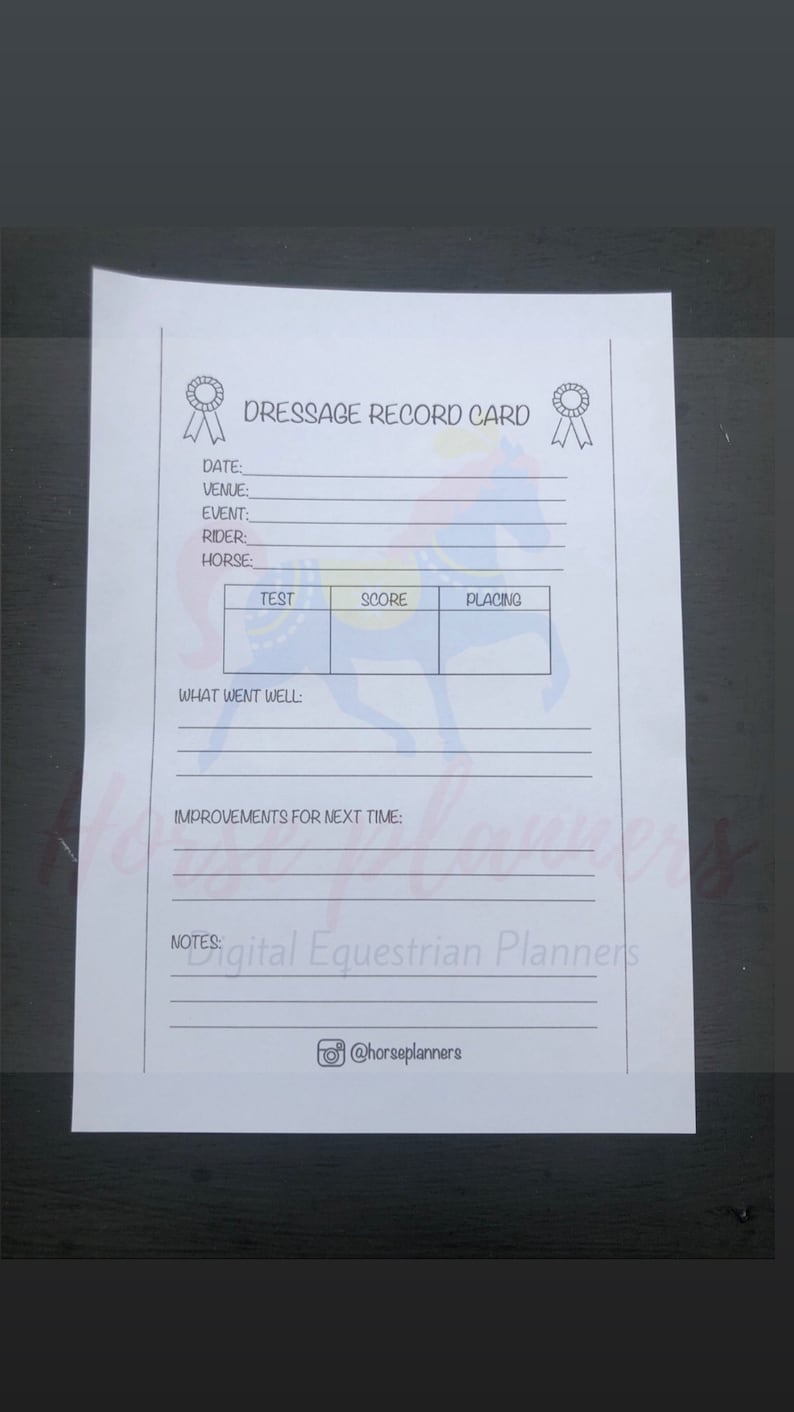 DRESSAGE RECORD CARD
DATE:
VENUE:
EVENT:
RIDER:
HORSE:
TEST SCORE PLACING
WHAT WENT WELL:
IMPROVEMENTS FOR NEXT TIME:
Horse planners
NOTES:
Digital Equestrian Planners
@horseplanners